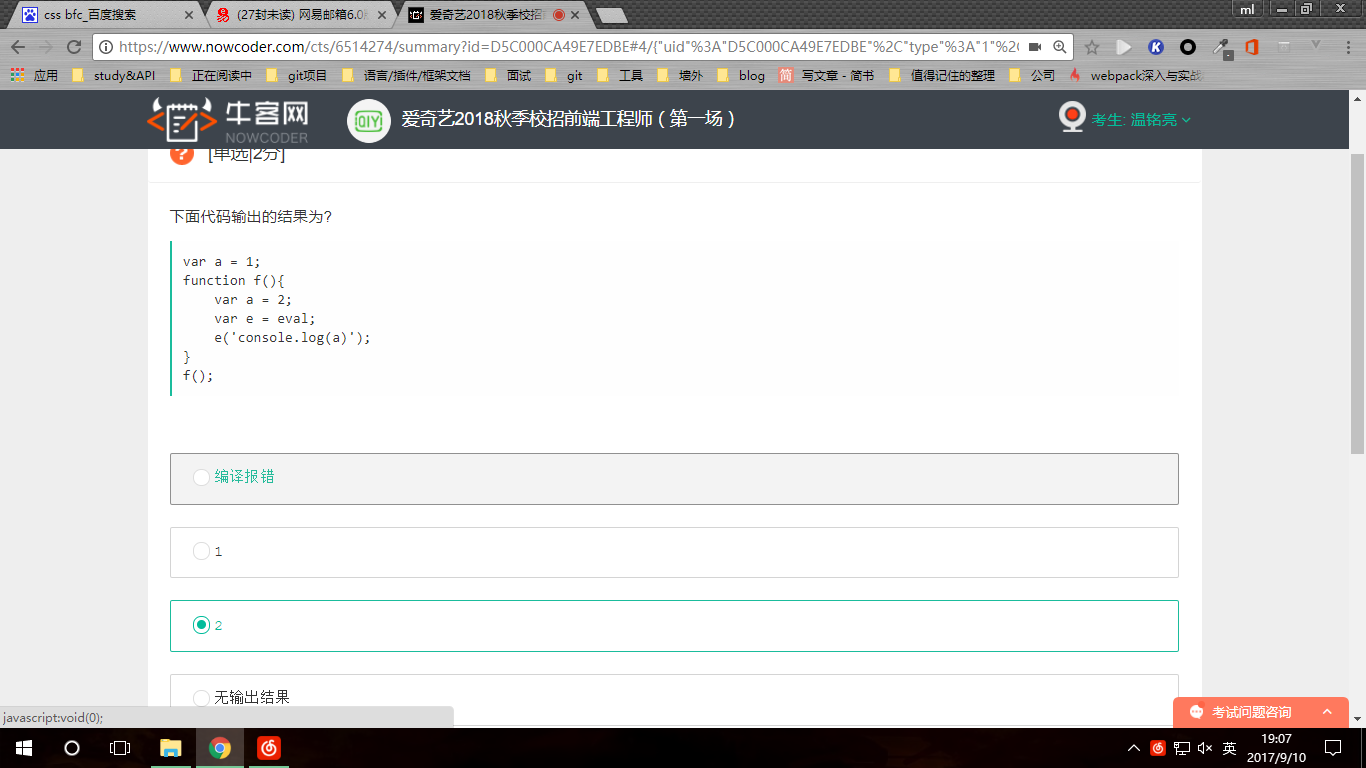 css bfc_百度搜索
(27封未读) 网易邮箱6.0
爱奇艺2018秋季校招
ml
https://www.nowcoder.com/cts/6514274/summary?id=D5C000CA49E7EDBE#4/{"uid"%3A"D5C000CA49E7EDBE"%2C"type"%3A"1"%2
应用
study&API
正在阅读中
git项目
语言/插件/框架文档
面试
git
工具
墙外
blog
简 写文章 - 简书
值得记住的整理
公司
webpack深入与实战
牛客网
NOWCODER
QIY
爱奇艺2018秋季校招前端工程师（第一场）
考生: 温铭亮
? [单选|2分]
下面代码输出的结果为?
var a = 1;
function f(){
    var a = 2;
    var e = eval;
    e('console.log(a)');
}
f();
编译报错
1
2
无输出结果
javascript:void(0);
考试问题咨询
英
19:07
2017/9/10